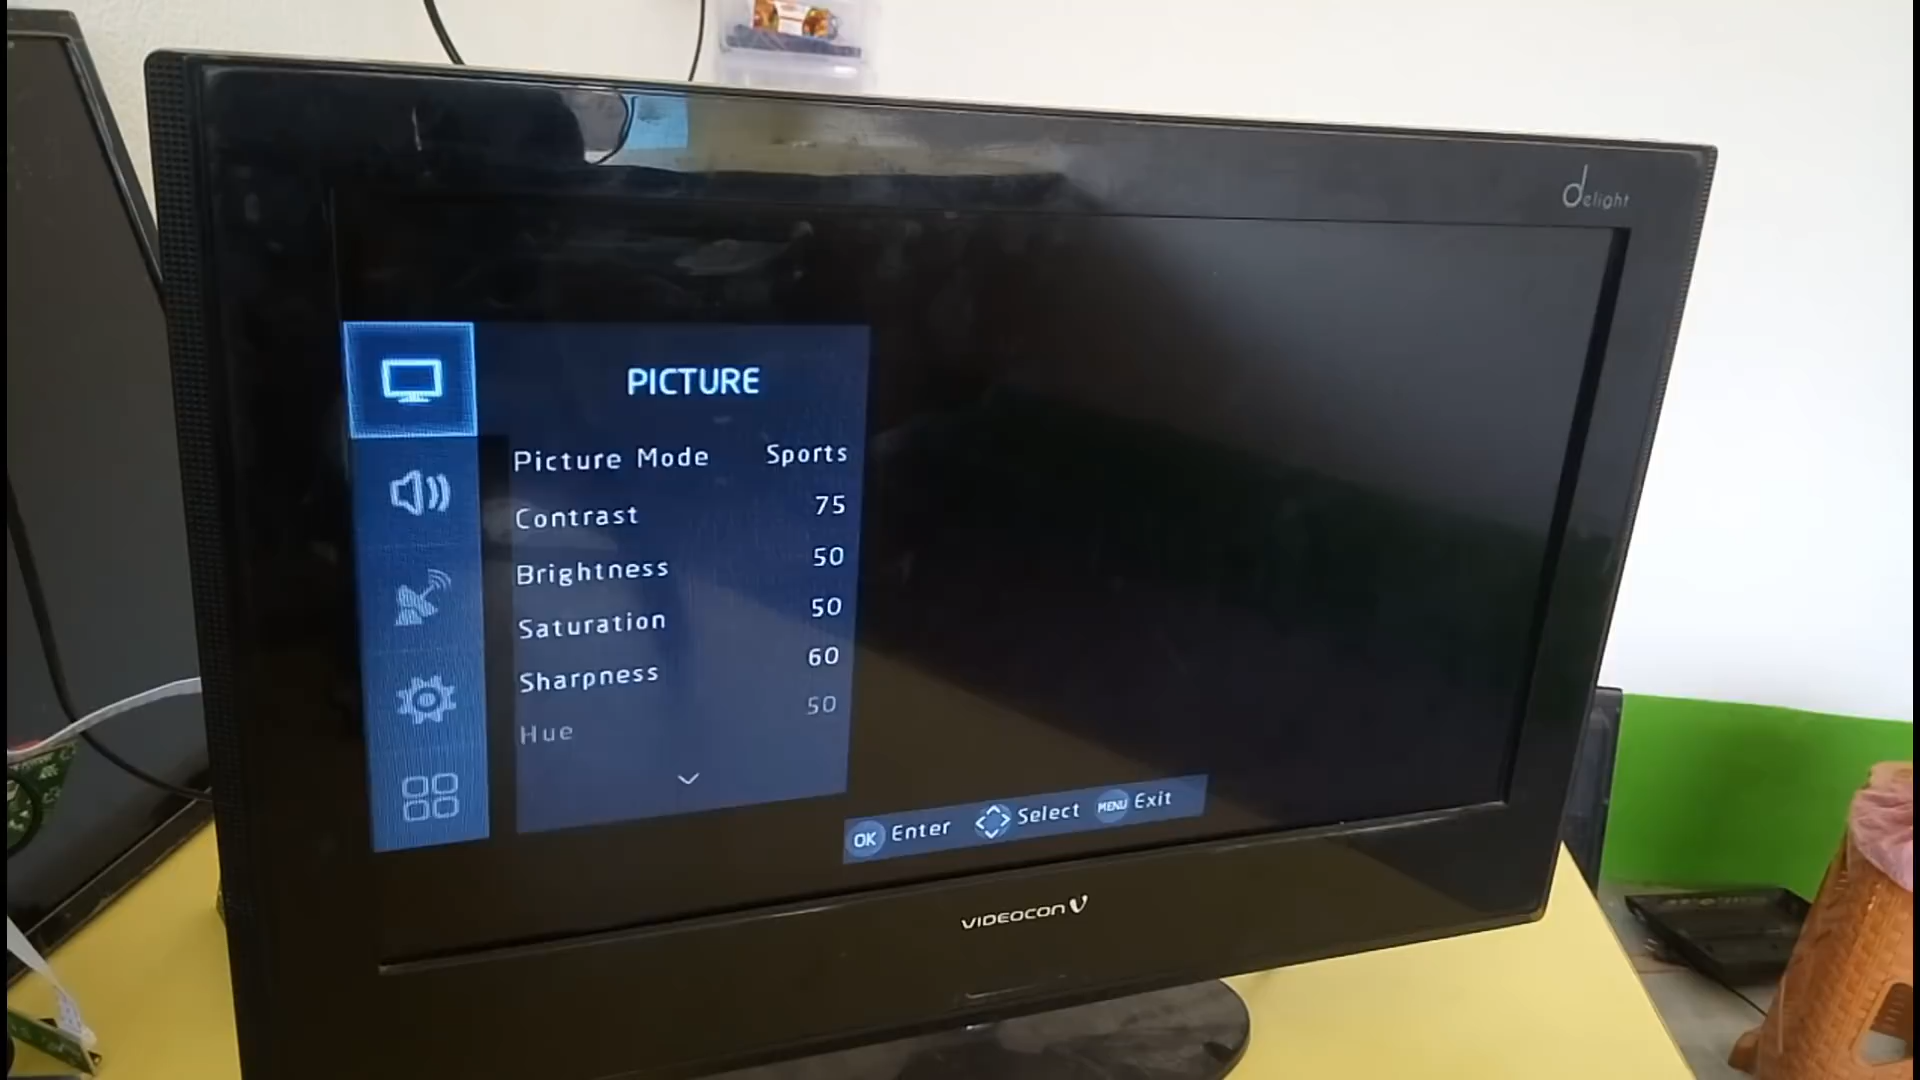 delight
PICTURE
Picture Mode Sports
Contrast 75
Brightness 50
Saturation 50
Sharpness 60
Hue 50
OK Enter Select MENU Exit
VIDEOCON